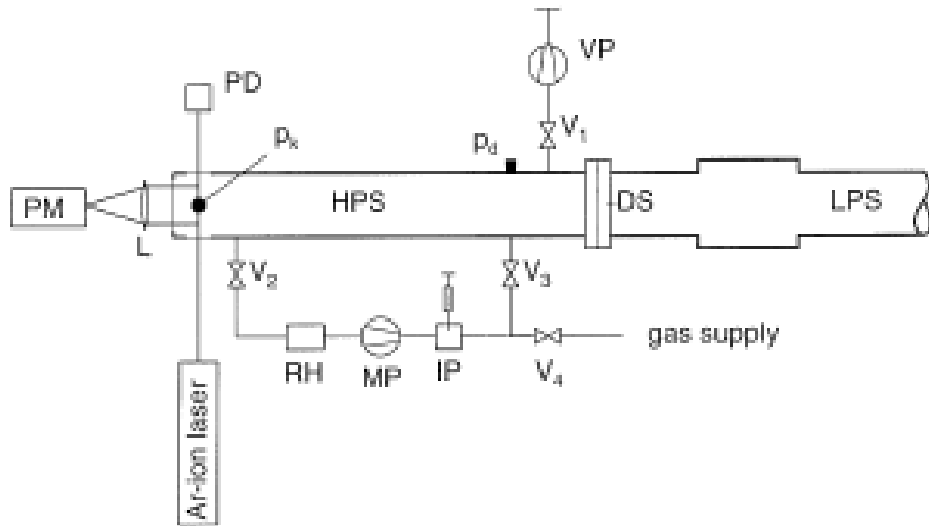 VP
PD
V1
pk
pd
PM
HPS
DS
LPS
L
V2
V3
gas supply
RH
MP
IP
V4
Ar-ion laser